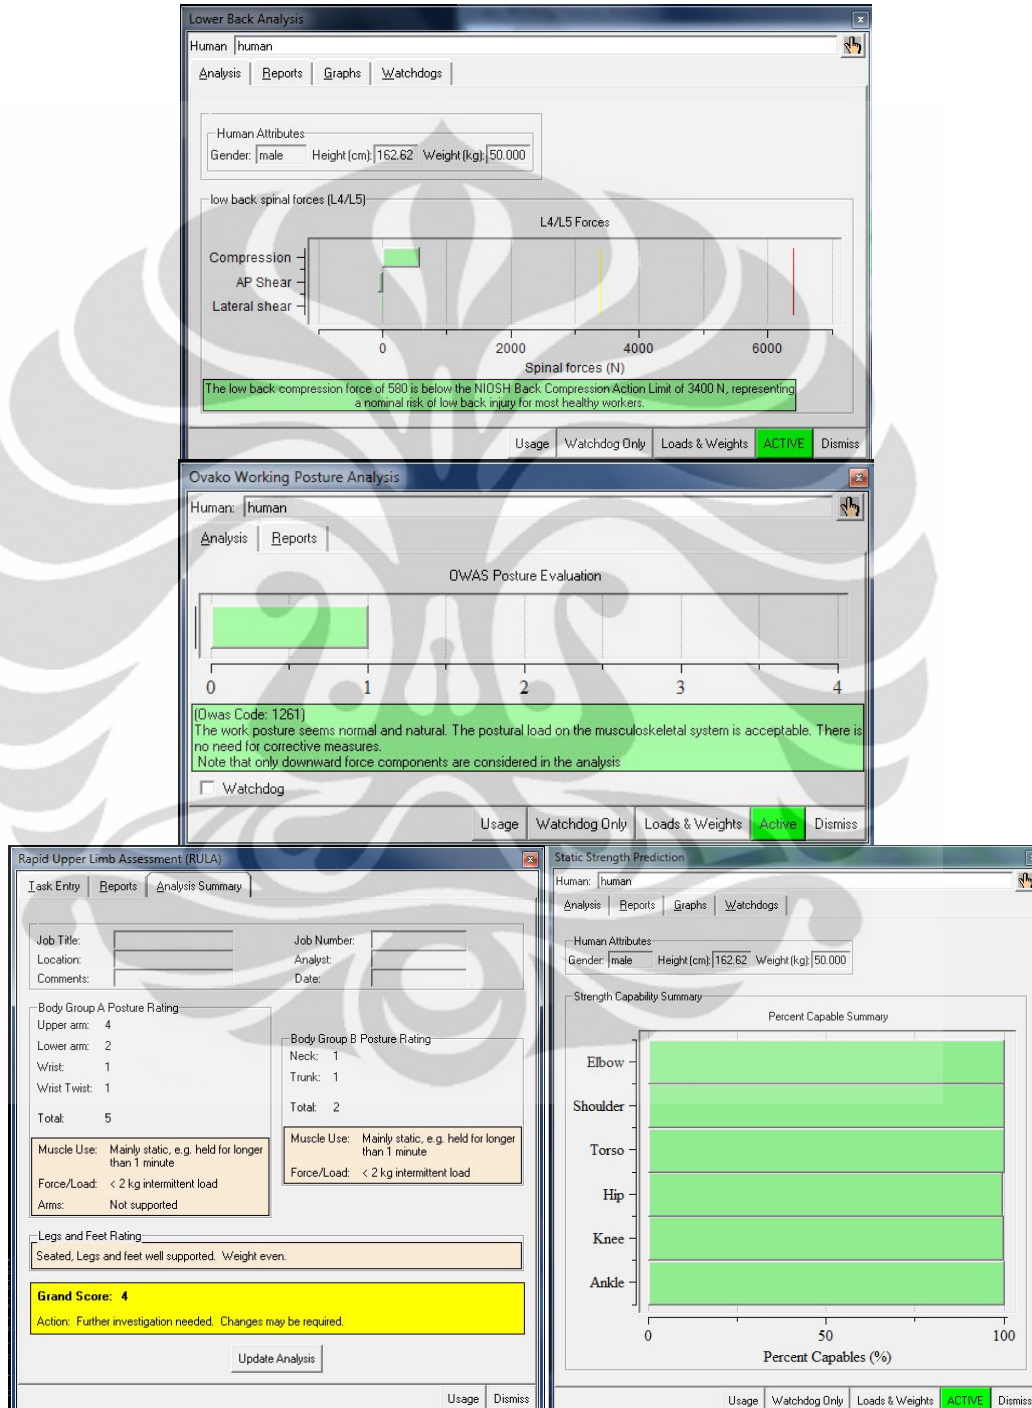 Lower Back Analysis
Human human
Analysis Reports Graphs Watchdogs
Human Attributes
Gender: male Height (cm): 162.62 Weight (kg): 50.000
low back spinal forces (L4/L5)
L4/L5 Forces
Compression
AP Shear
Lateral shear
0 2000 4000 6000
Spinal forces (N)
The low back compression force of 580 is below the NIOSH Back Compression Action Limit of 3400 N, representing
a nominal risk of low back injury for most healthy workers.
Usage Watchdog Only Loads & Weights ACTIVE Dismiss
Ovako Working Posture Analysis
Human: human
Analysis Reports
OWAS Posture Evaluation
0 1 2 3 4
(Owas Code: 1261)
The work posture seems normal and natural. The postural load on the musculoskeletal system is acceptable. There is
no need for corrective measures.
Note that only downward force components are considered in the analysis
Watchdog
Usage Watchdog Only Loads & Weights Active Dismiss
Rapid Upper Limb Assessment (RULA)
Task Entry Reports Analysis Summary
Job Title: Job Number:
Location: Analyst:
Comments: Date:
Body Group A Posture Rating
Upper arm: 4
Lower arm: 2
Wrist: 1
Wrist Twist: 1
Total: 5
Muscle Use: Mainly static, e.g. held for longer
than 1 minute
Force/Load: < 2 kg intermittent load
Arms: Not supported
Body Group B Posture Rating
Neck: 1
Trunk: 1
Total: 2
Muscle Use: Mainly static, e.g. held for longer
than 1 minute
Force/Load: < 2 kg intermittent load
Legs and Feet Rating
Seated, Legs and feet well supported. Weight even.
Grand Score: 4
Action: Further investigation needed. Changes may be required.
Update Analysis
Usage Dismiss
Static Strength Prediction
Human: human
Analysis Reports Graphs Watchdogs
Human Attributes
Gender: male Height (cm): 162.62 Weight (kg): 50.000
Strength Capability Summary
Percent Capable Summary
Elbow
Shoulder
Torso
Hip
Knee
Ankle
0 50 100
Percent Capables (%)
Usage Watchdog Only Loads & Weights ACTIVE Dismiss